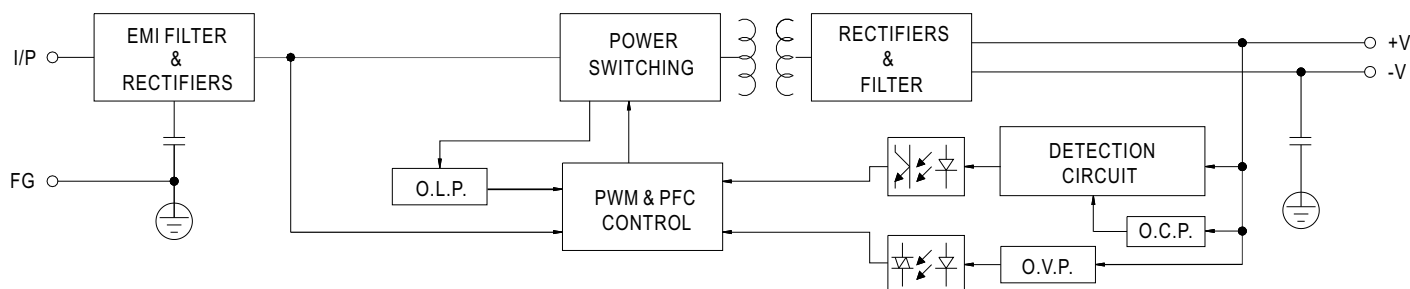 I/P
EMI FILTER
&
RECTIFIERS
POWER
SWITCHING
RECTIFIERS
&
FILTER
+V
-V
FG
O.L.P.
PWM & PFC
CONTROL
DETECTION
CIRCUIT
O.C.P.
O.V.P.